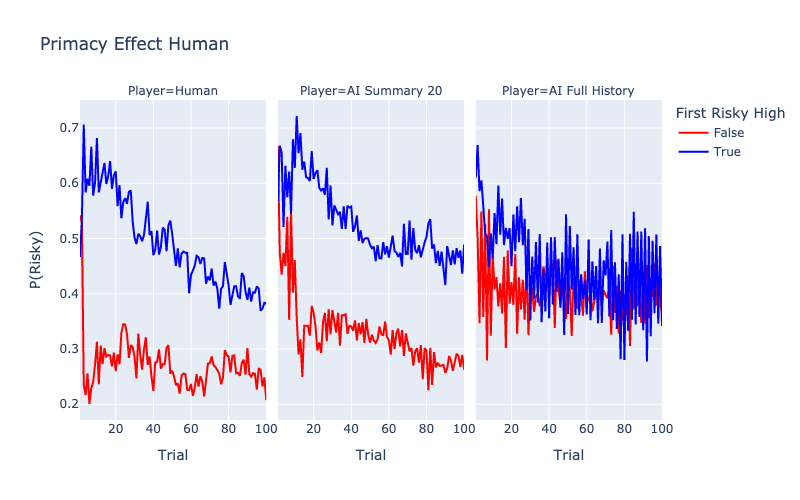 Primacy Effect Human
Player=Human
Player=AI Summary 20
Player=AI Full History
First Risky High
False
True
P(Risky)
0.7
0.6
0.5
0.4
0.3
0.2
20 40 60 80 100
20 40 60 80 100
20 40 60 80 100
Trial
Trial
Trial